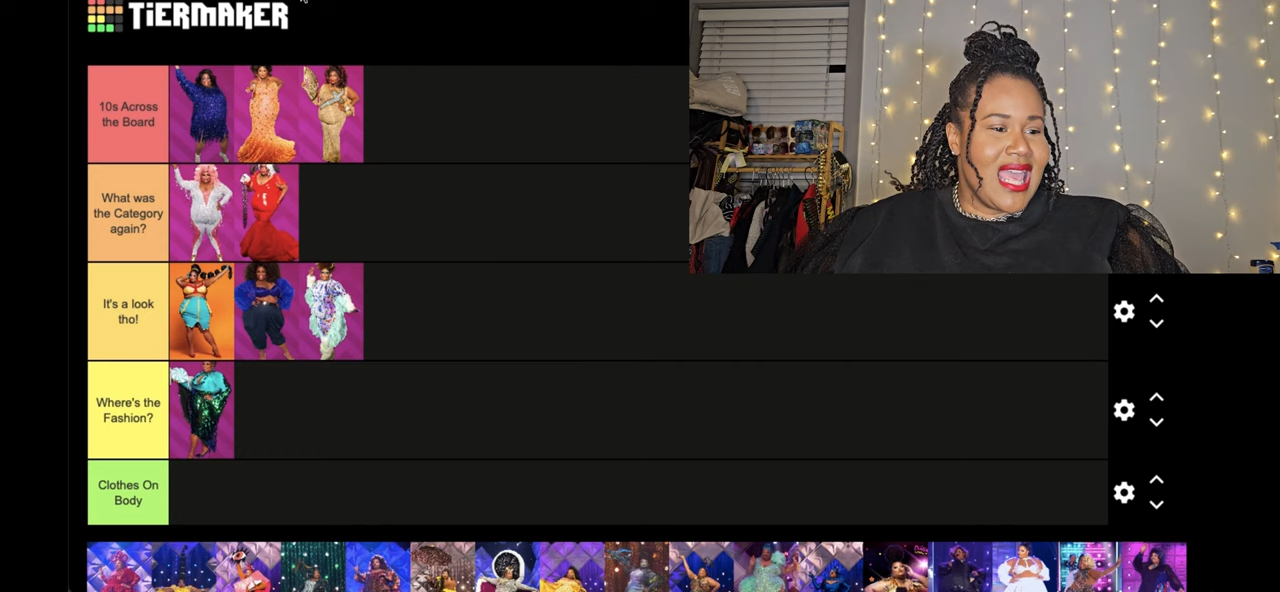 TiERMAKER
10s Across
the Board
What was
the Category
again?
It's a look
tho!
Where's the
Fashion?
Clothes On
Body